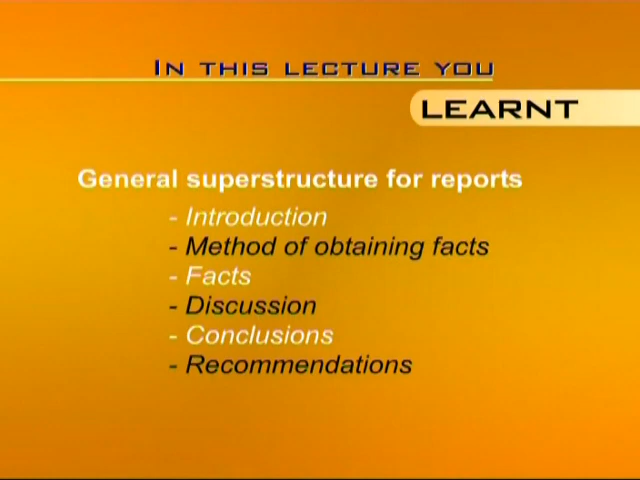 IN THIS LECTURE YOU
LEARNT
General superstructure for reports
- Introduction
- Method of obtaining facts
- Facts
- Discussion
- Conclusions
- Recommendations